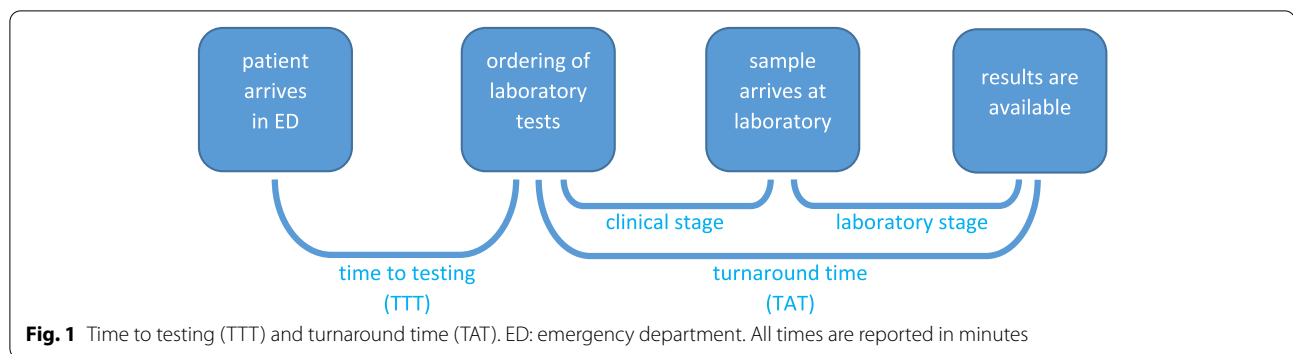 patient
arrives
in ED
ordering of
laboratory
tests
sample
arrives at
laboratory
results are
available
clinical stage
laboratory stage
time to testing
(TTT)
turnaround time
(TAT)
Fig. 1 Time to testing (TTT) and turnaround time (TAT). ED: emergency department. All times are reported in minutes